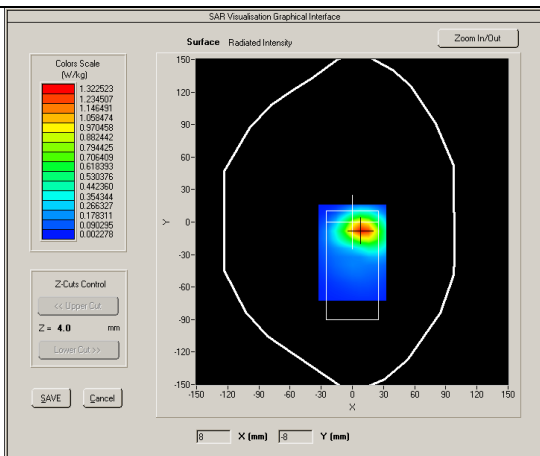 SAR Visualisation Graphical Interface
Surface Radiated Intensity
Zoom In/Out
Colors Scale
(W/kg)
1.322523
1.234507
1.146491
1.058474
0.970458
0.882442
0.794425
0.706409
0.618393
0.530376
0.442360
0.354344
0.266327
0.178311
0.090295
0.002278
Z-Cuts Control
<< Upper Cut
Z = 4.0 mm
Lower Cut >>
SAVE Cancel
150
120
90
60
30
0
-30
-60
-90
-120
-150
Y
-150 -120 -90 -60 -30 0 30 60 90 120 150
X
8 X (mm) -8 Y (mm)